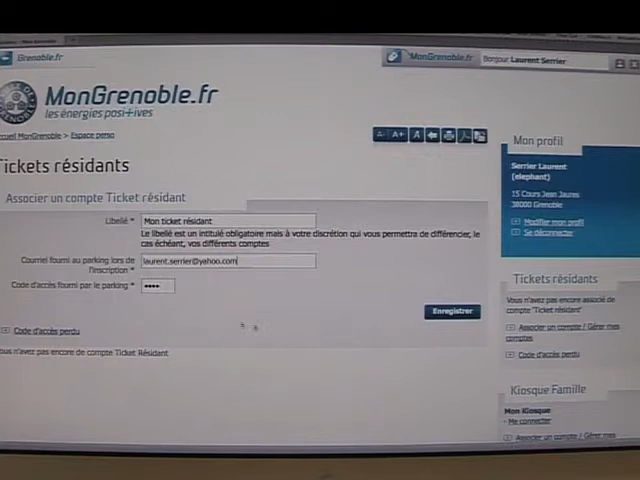 Grenoble.fr
MonGrenoble.fr
Bonjour Laurent Serrier
MonGrenoble.fr
les énergies posi+ives
cueil MonGrenoble > Espace perso
A- A+ A
Tickets résidants
Associer un compte Ticket résidant
Libellé * Mon ticket résidant
Le libellé est un intitulé obligatoire mais à votre discrétion qui vous permettra de différencier, le
cas échéant, vos différents comptes
Courriel fourni au parking lors de
l'inscription * laurent.serrier@yahoo.com
Code d'accès fourni par le parking * ••••
Enregistrer
Code d'accès perdu
ous n'avez pas encore de compte Ticket Résidant
Mon profil
Serrier Laurent
(elephant)
15 Cours Jean Jaures
38000 Grenoble
Modifier mon profil
Se déconnecter
Tickets résidants
Vous n'avez pas encore associé de
compte 'Ticket résidant'
Associer un compte / Gérer mes
comptes
Code d'accès perdu
Kiosque Famille
Mon Kiosque
Me connecter
Associer un compte / Gérer mes